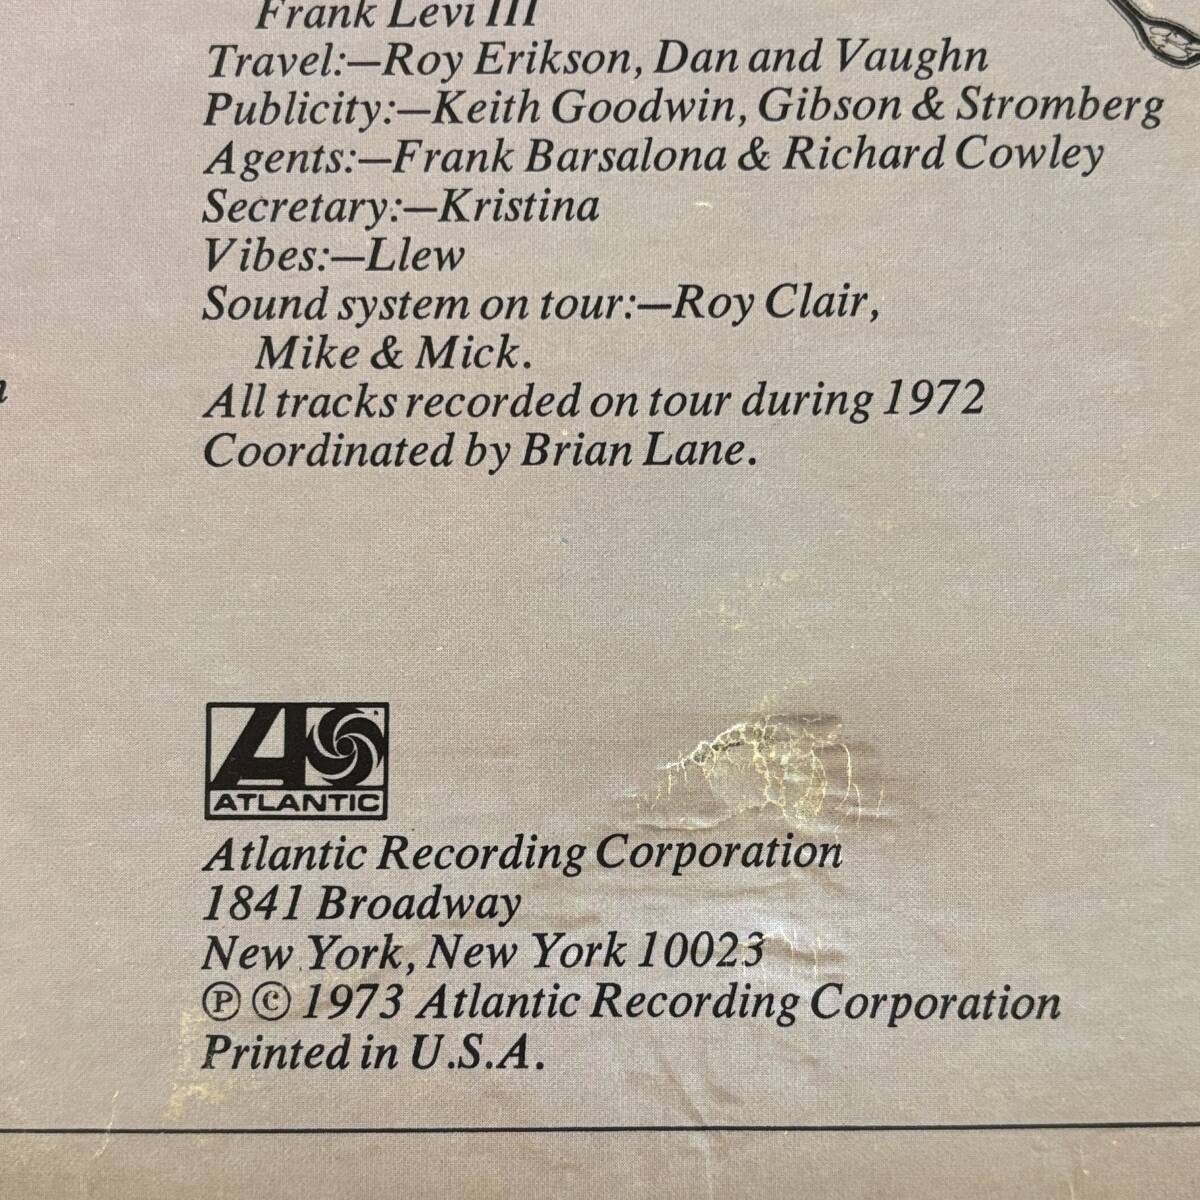 Frank Levi III
Travel:—Roy Erikson, Dan and Vaughn
Publicity:—Keith Goodwin, Gibson & Stromberg
Agents:—Frank Barsalona & Richard Cowley
Secretary:—Kristina
Vibes:—Llew
Sound system on tour:—Roy Clair,
Mike & Mick.
All tracks recorded on tour during 1972
Coordinated by Brian Lane.
ATLANTIC
Atlantic Recording Corporation
1841 Broadway
New York, New York 10023
Ⓟ © 1973 Atlantic Recording Corporation
Printed in U.S.A.